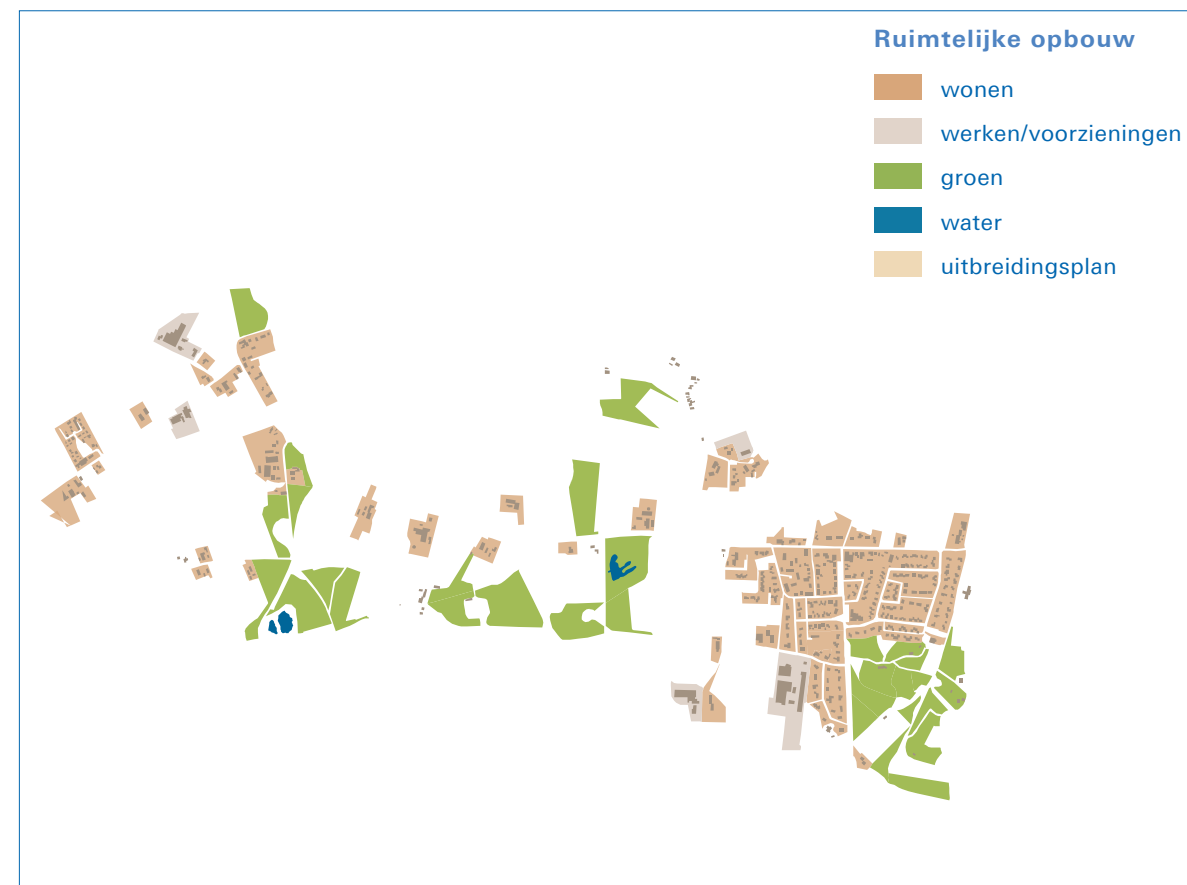 Ruimtelijke opbouw
wonen
werken/voorzieningen
groen
water
uitbreidingsplan